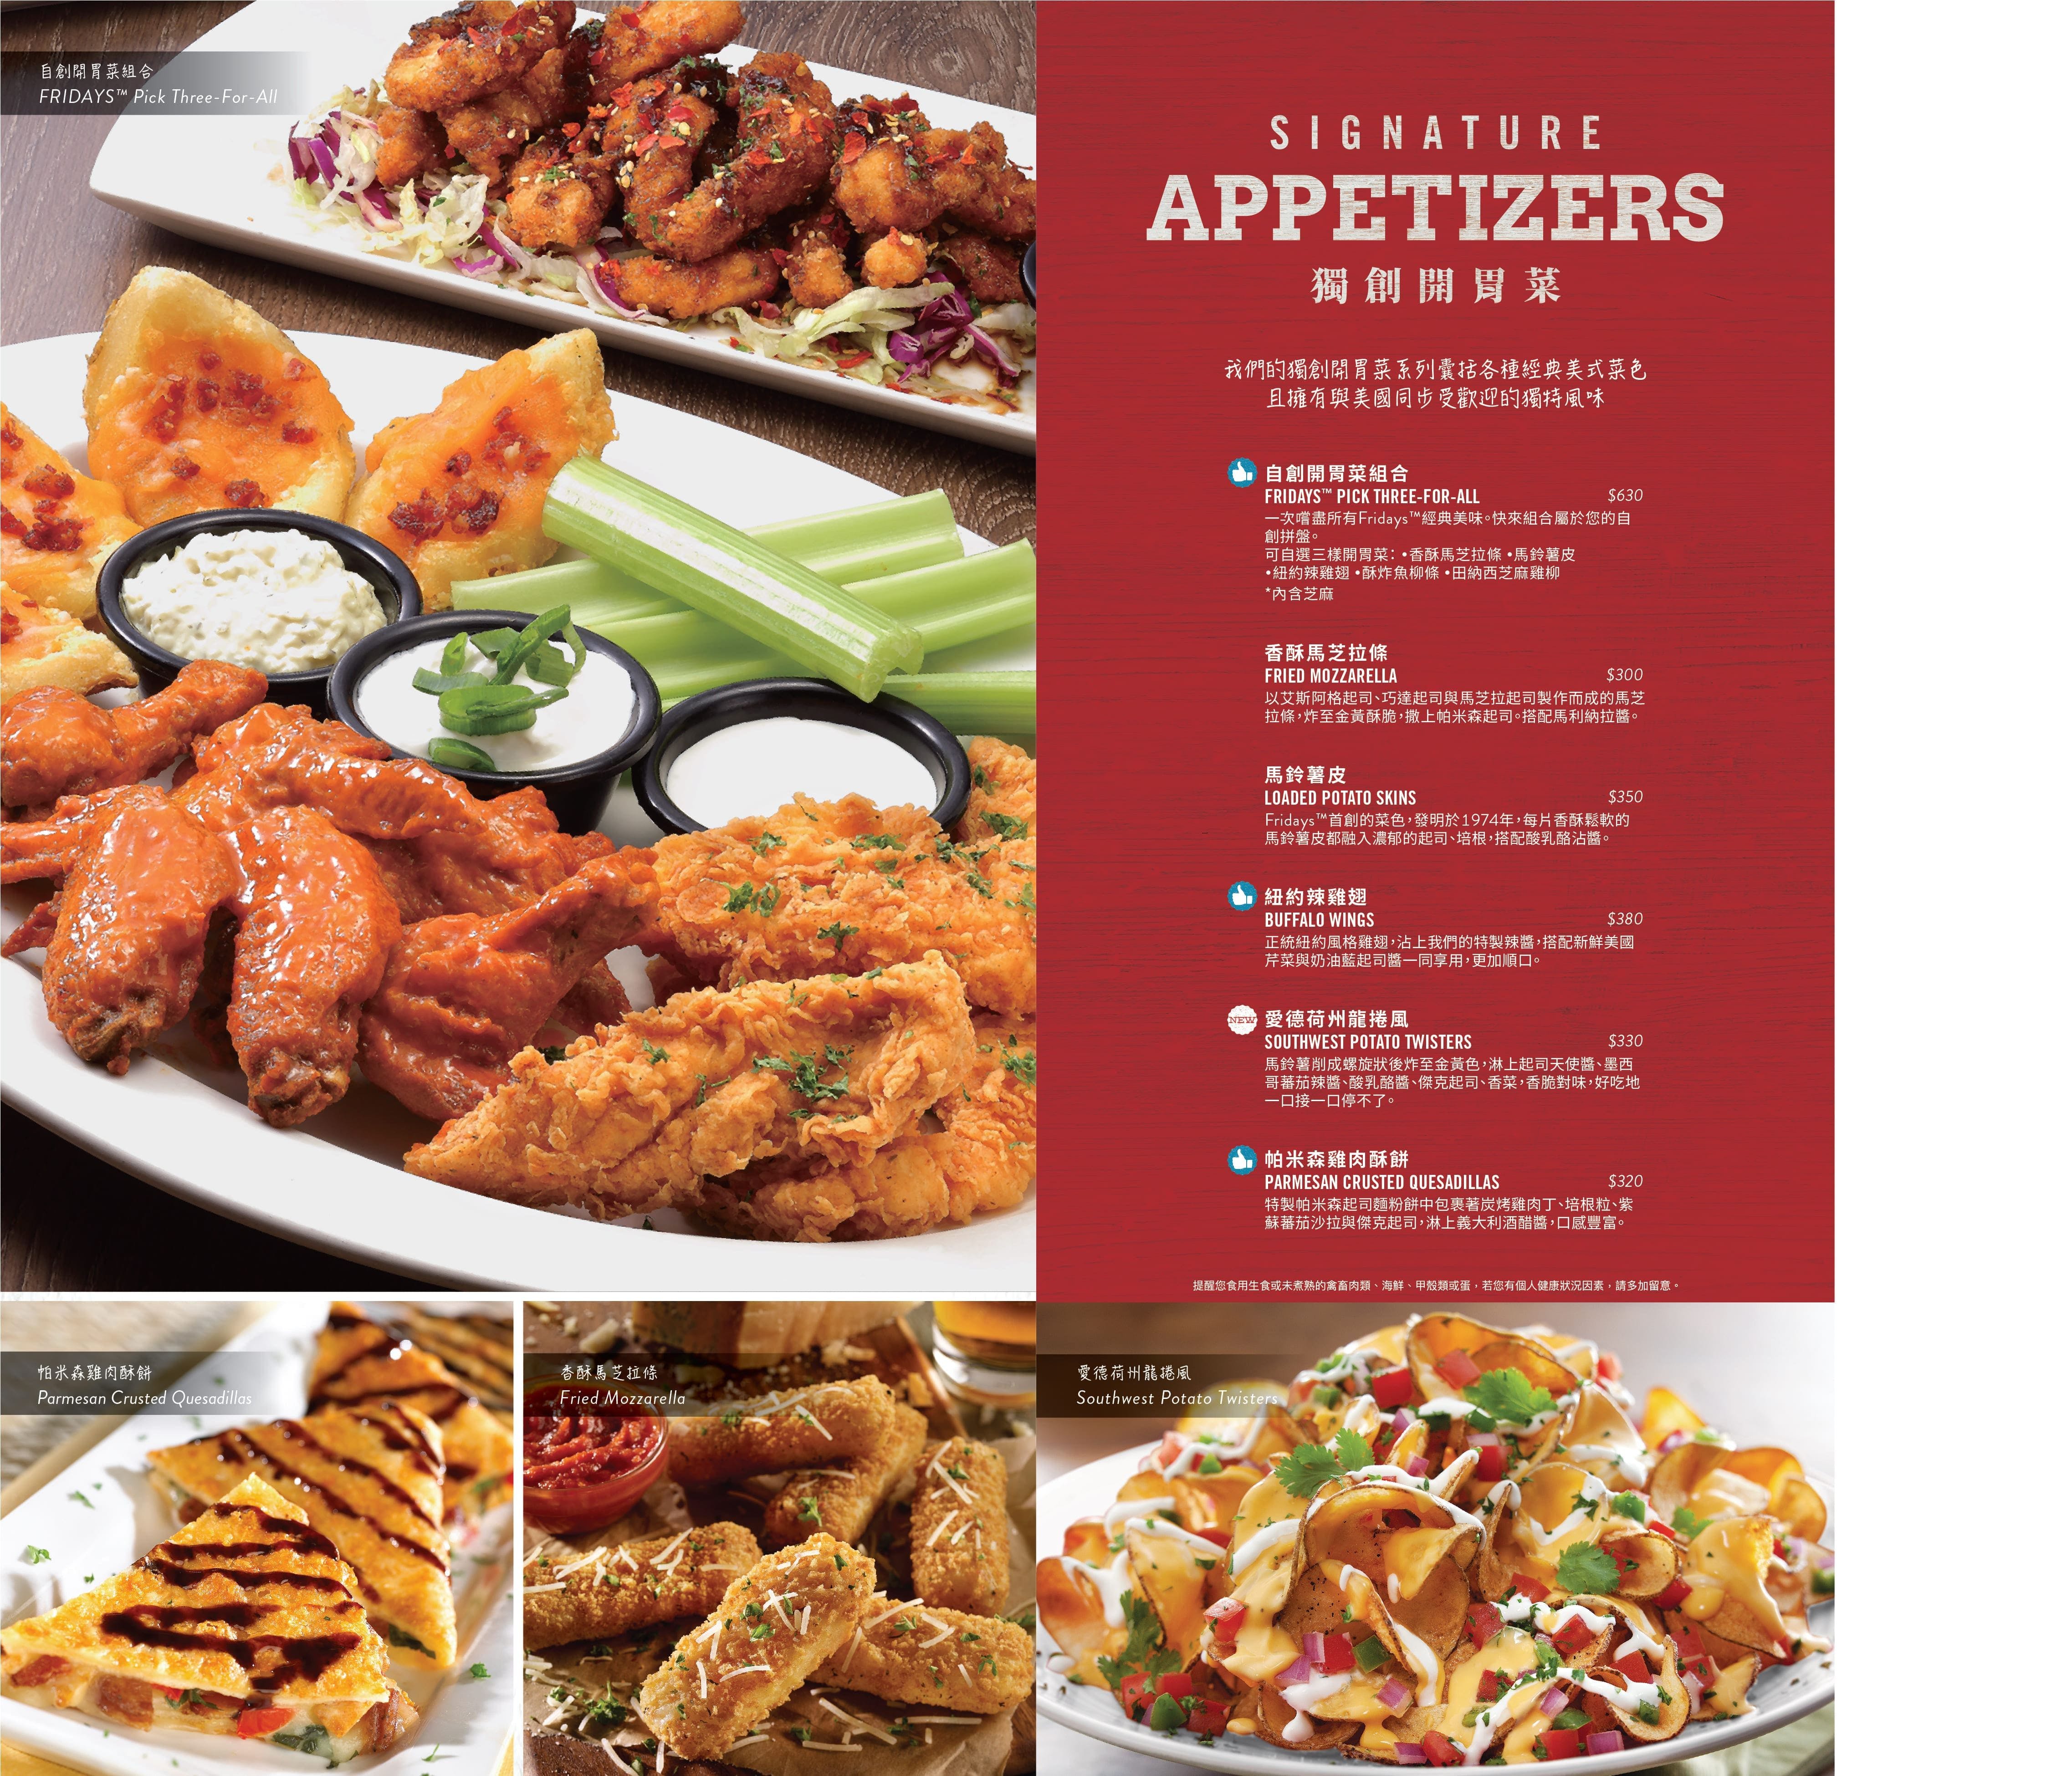 自創開胃菜組合
FRIDAYS™ Pick Three-For-All
SIGNATURE
APPETIZERS
獨創開胃菜
我們的獨創開胃菜系列囊括各種經典美式菜色
且擁有與美國同步受歡迎的獨特風味
自創開胃菜組合
FRIDAYS™ PICK THREE-FOR-ALL $630
一次嚐盡所有Fridays™經典美味。快來組合屬於您的自
創拼盤。
可自選三樣開胃菜：•香酥馬芝拉條 •馬鈴薯皮
•紐約辣雞翅 •酥炸魚柳條 •田納西芝麻雞柳
*內含芝麻
香酥馬芝拉條
FRIED MOZZARELLA $300
以艾斯阿格起司、巧達起司與馬芝拉起司製作而成的馬芝
拉條，炸至金黃酥脆，撒上帕米森起司。搭配馬利納拉醬。
馬鈴薯皮
LOADED POTATO SKINS $350
Fridays™首創的菜色，發明於1974年，每片香酥鬆軟的
馬鈴薯皮都融入濃郁的起司、培根，搭配酸乳酪沾醬。
紐約辣雞翅
BUFFALO WINGS $380
正統紐約風格雞翅，沾上我們的特製辣醬，搭配新鮮美國
芹菜與奶油藍起司醬一同享用，更加順口。
NEW
愛德荷州龍捲風
SOUTHWEST POTATO TWISTERS $330
馬鈴薯削成螺旋狀後炸至金黃色，淋上起司天使醬、墨西
哥蕃茄辣醬、酸乳酪醬、傑克起司、香菜，香脆對味，好吃地
一口接一口停不了。
帕米森雞肉酥餅
PARMESAN CRUSTED QUESADILLAS $320
特製帕米森起司麵粉餅中包裹著炭烤雞肉丁、培根粒、紫
蘇蕃茄沙拉與傑克起司，淋上義大利酒醋醬，口感豐富。
提醒您食用生食或未煮熟的禽畜肉類、海鮮、甲殼類或蛋，若您有個人健康狀況因素，請多加留意。
帕米森雞肉酥餅
Parmesan Crusted Quesadillas
香酥馬芝拉條
Fried Mozzarella
愛德荷州龍捲風
Southwest Potato Twisters